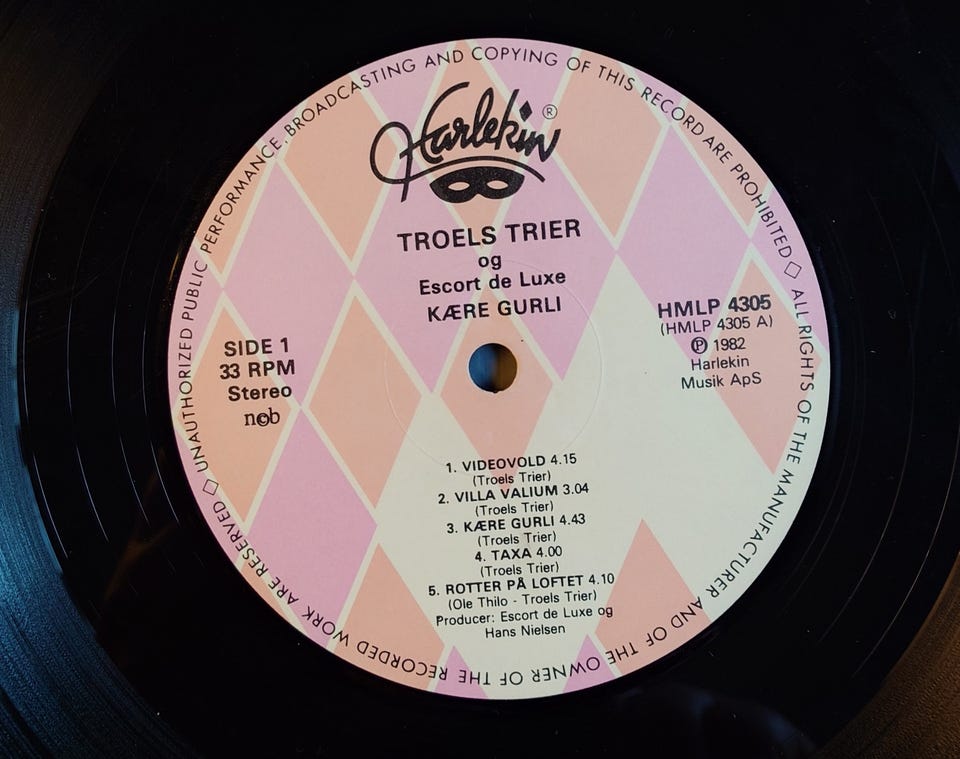 UNAUTHORIZED PUBLIC PERFORMANCE, BROADCASTING AND COPYING OF THIS RECORD ARE PROHIBITED ◇ ALL RIGHTS OF THE MANUFACTURER AND OF THE OWNER OF THE RECORDED WORK ARE RESERVED ◇
Harlekin®
TROELS TRIER
og
Escort de Luxe
KÆRE GURLI
SIDE 1
33 RPM
Stereo
n©b
HMLP 4305
(HMLP 4305 A)
℗ 1982
Harlekin
Musik ApS
1. VIDEOVOLD 4.15
(Troels Trier)
2. VILLA VALIUM 3.04
(Troels Trier)
3. KÆRE GURLI 4.43
(Troels Trier)
4. TAXA 4.00
(Troels Trier)
5. ROTTER PÅ LOFTET 4.10
(Ole Thilo - Troels Trier)
Producer: Escort de Luxe og
Hans Nielsen